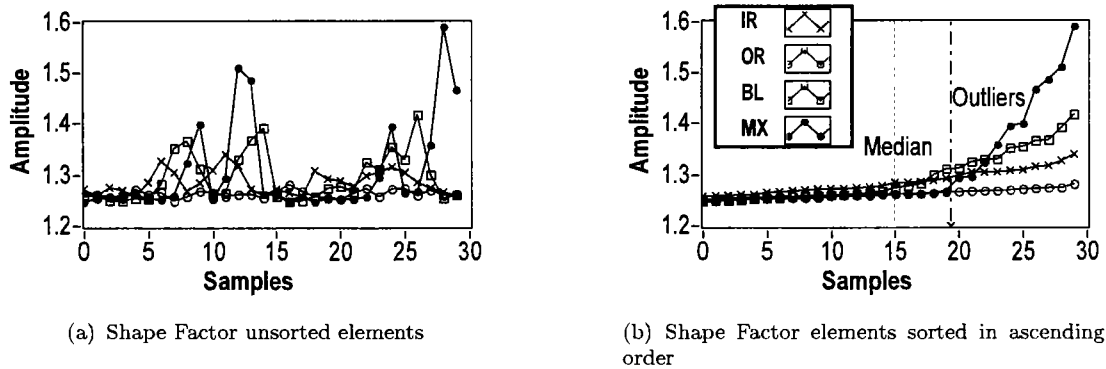 1.6
1.5
1.4
1.3
1.2
Amplitude
0 5 10 15 20 25 30
Samples
(a) Shape Factor unsorted elements
1.6
1.5
1.4
1.3
1.2
Amplitude
IR
OR
BL
MX
Median
Outliers
0 5 10 15 20 25 30
Samples
(b) Shape Factor elements sorted in ascending
order